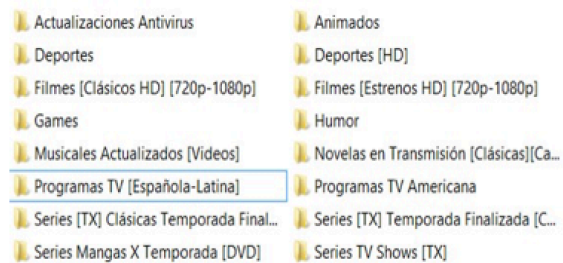 Actualizaciones Antivirus
Animados
Deportes
Deportes [HD]
Filmes [Clásicos HD] [720p-1080p]
Filmes [Estrenos HD] [720p-1080p]
Games
Humor
Musicales Actualizados [Videos]
Novelas en Transmisión [Clásicas][Ca...
Programas TV [Española-Latina]
Programas TV Americana
Series [TX] Clásicas Temporada Final...
Series [TX] Temporada Finalizada [C...
Series Mangas X Temporada [DVD]
Series TV Shows [TX]